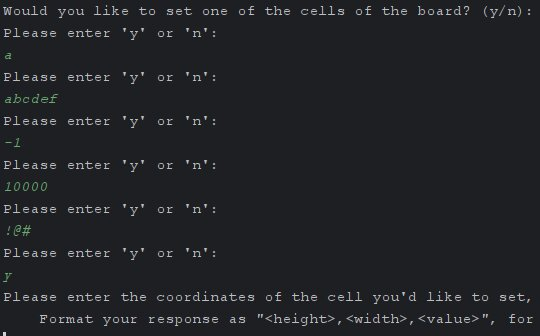 Would you like to set one of the cells of the board? (y/n):
Please enter 'y' or 'n':
a
Please enter 'y' or 'n':
abcdef
Please enter 'y' or 'n':
-1
Please enter 'y' or 'n':
10000
Please enter 'y' or 'n':
!@#
Please enter 'y' or 'n':
y
Please enter the coordinates of the cell you'd like to set,
Format your response as "<height>,<width>,<value>", for